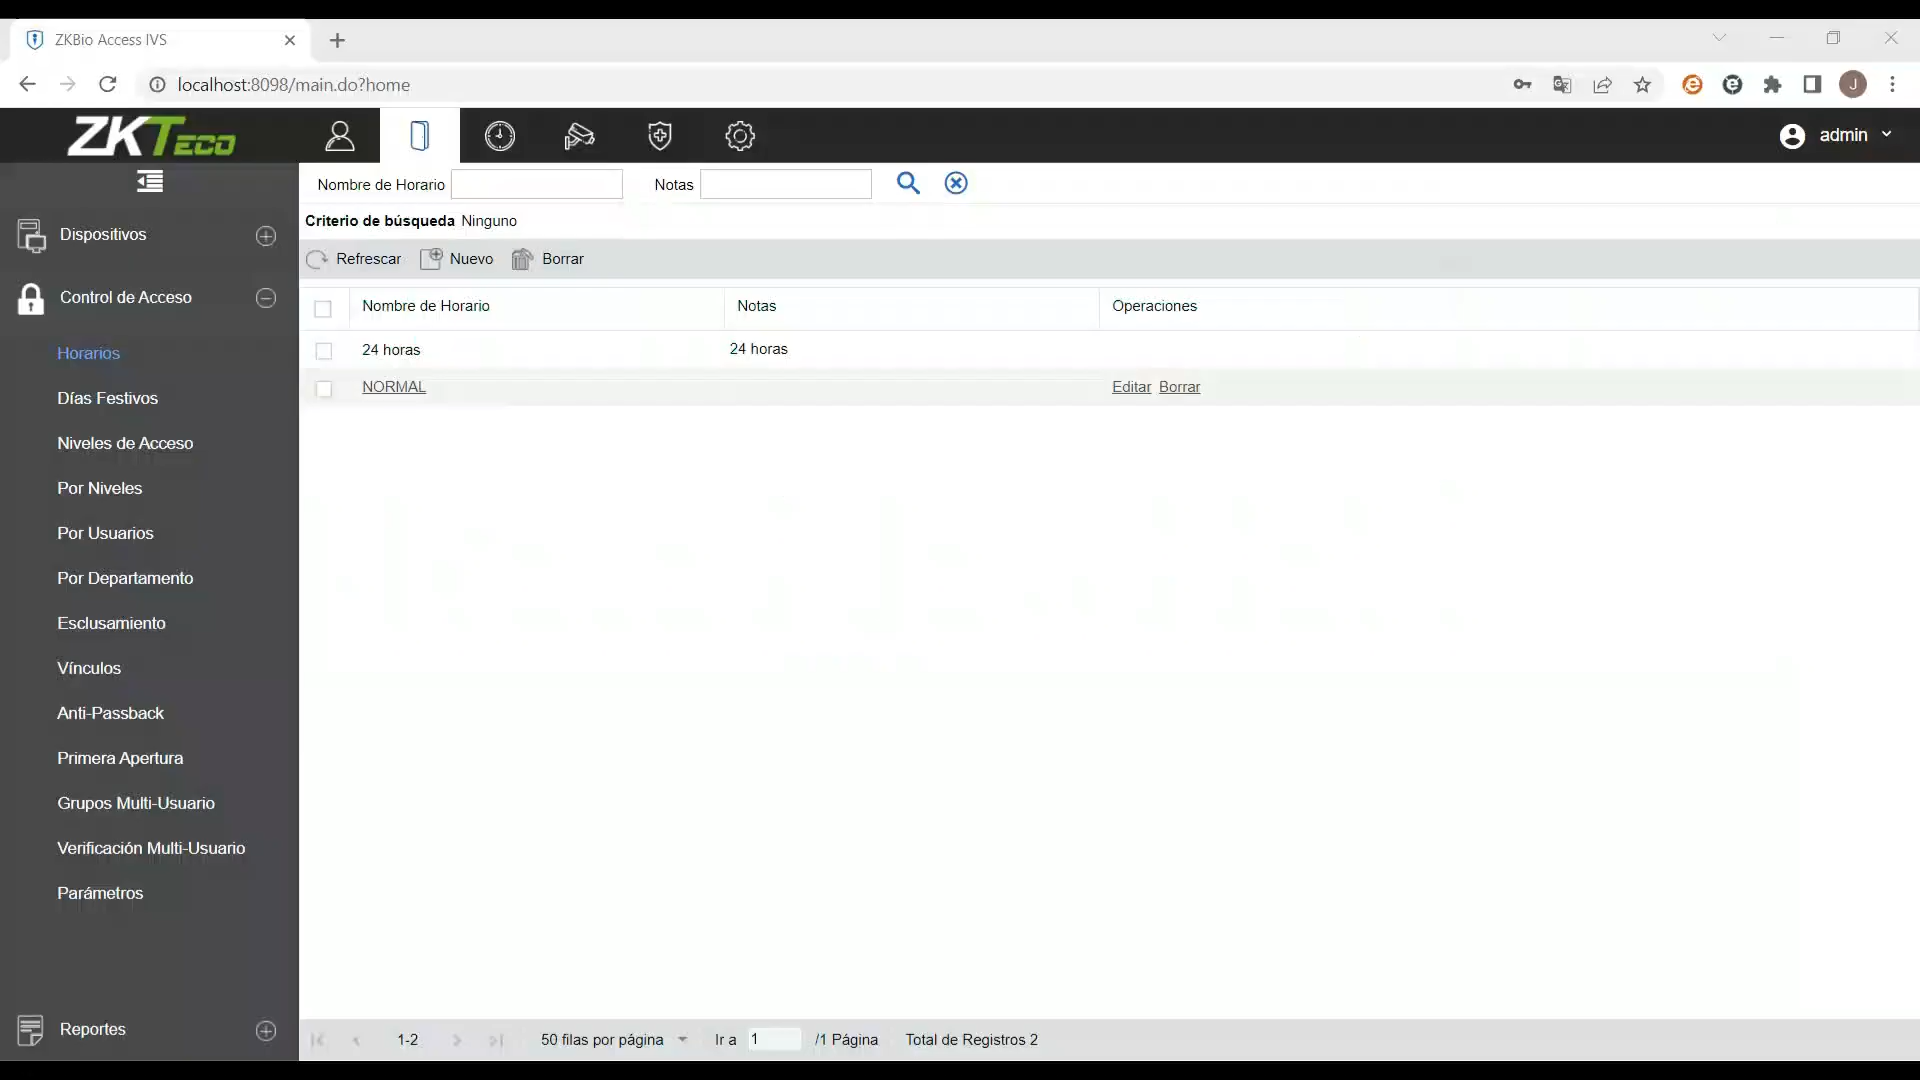 ZKBio Access IVS
localhost:8098/main.do?home
J
ZKTECO
admin
Nombre de Horario
Notas
Criterio de búsqueda Ninguno
Refrescar Nuevo Borrar
Nombre de Horario Notas Operaciones
24 horas 24 horas
NORMAL Editar Borrar
Dispositivos
Control de Acceso
Horarios
Días Festivos
Niveles de Acceso
Por Niveles
Por Usuarios
Por Departamento
Esclusamiento
Vínculos
Anti-Passback
Primera Apertura
Grupos Multi-Usuario
Verificación Multi-Usuario
Parámetros
Reportes
1-2 50 filas por página Ir a 1 /1 Página Total de Registros 2